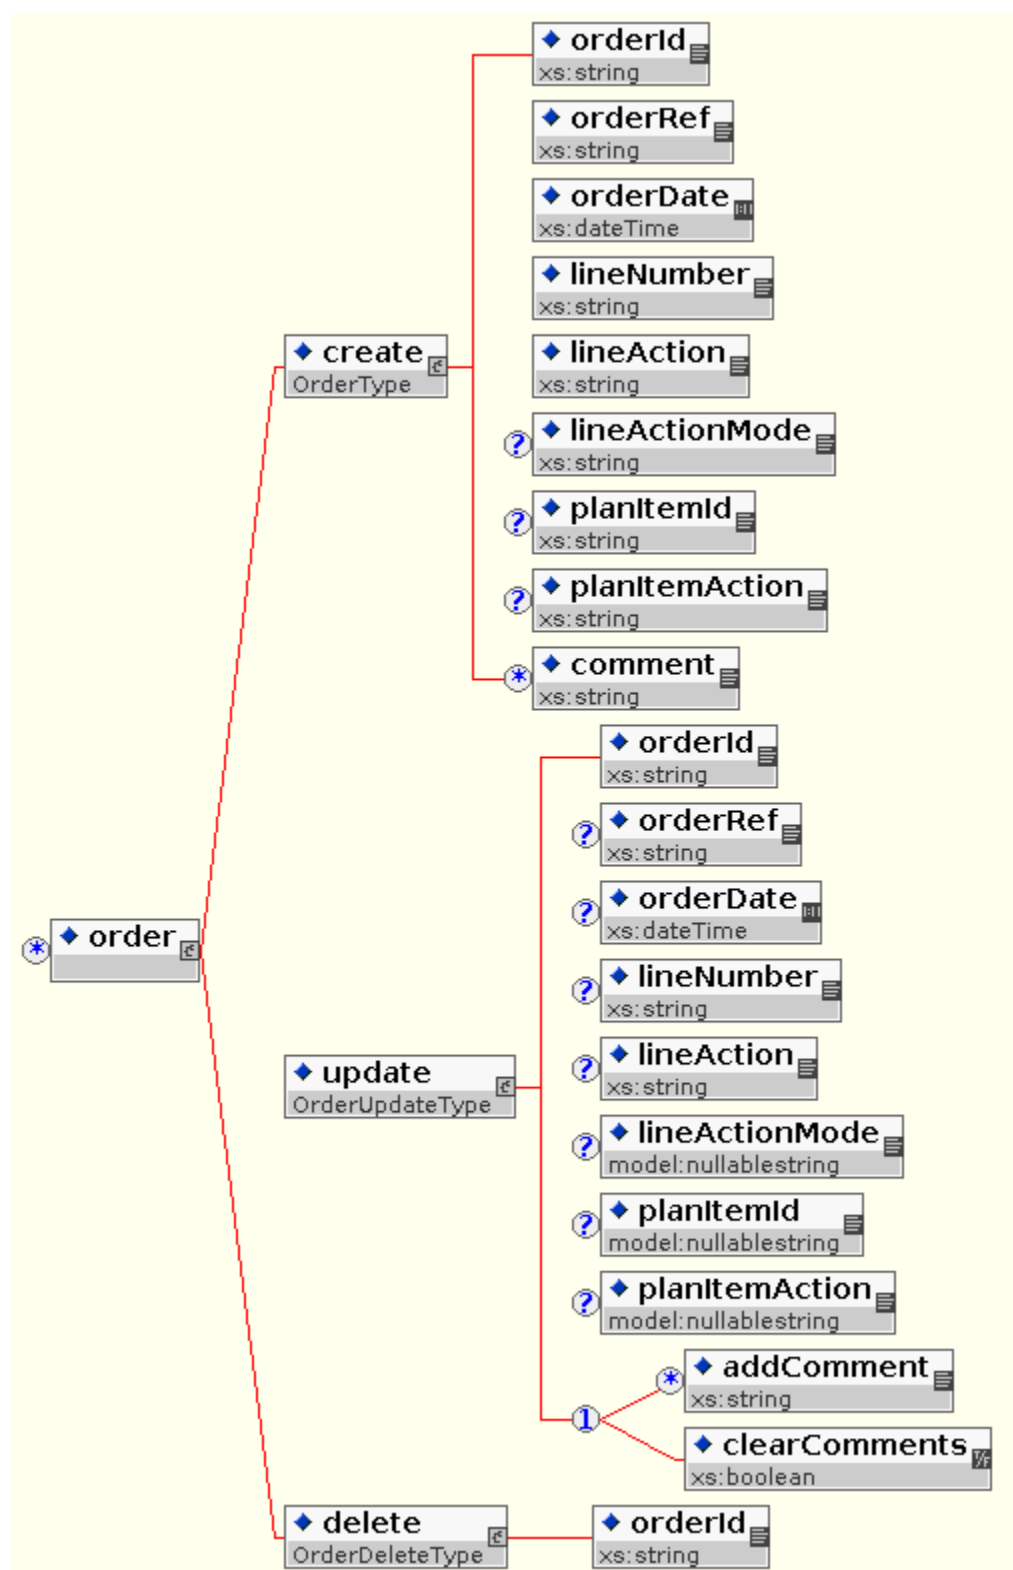 orderId
xs:string
orderRef
xs:string
orderDate
xs:dateTime
lineNumber
xs:string
create
OrderType
lineAction
xs:string
? lineActionMode
xs:string
? planItemId
xs:string
? planItemAction
xs:string
* comment
xs:string
orderId
xs:string
? orderRef
xs:string
? orderDate
xs:dateTime
* order
? lineNumber
xs:string
? lineAction
xs:string
update
OrderUpdateType
? lineActionMode
model:nullablestring
? planItemId
model:nullablestring
? planItemAction
model:nullablestring
* addComment
xs:string
1
clearComments
xs:boolean
delete
OrderDeleteType
orderId
xs:string